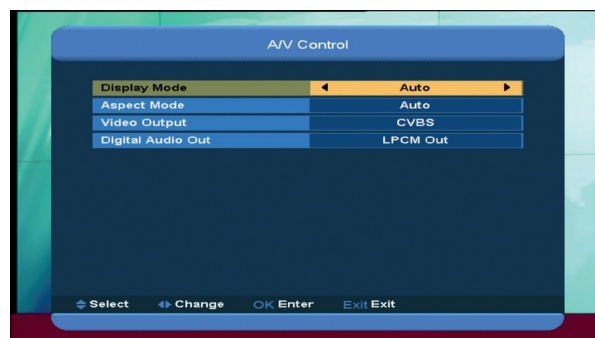 A/V Control
Display Mode Auto
Aspect Mode Auto
Video Output CVBS
Digital Audio Out LPCM Out
Select Change OK Enter Exit Exit